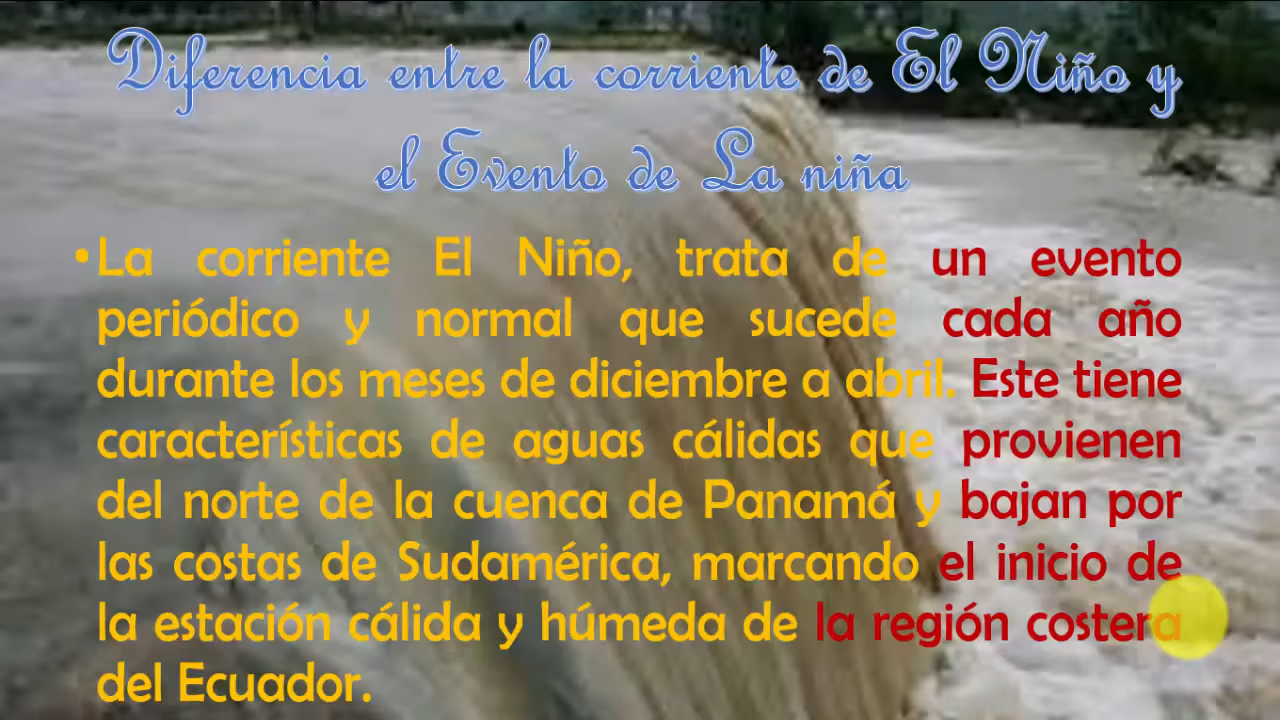 Diferencia entre la corriente de El Niño y
el Evento de La niña
• La corriente El Niño, trata de un evento
periódico y normal que sucede cada año
durante los meses de diciembre a abril. Este tiene
características de aguas cálidas que provienen
del norte de la cuenca de Panamá y bajan por
las costas de Sudamérica, marcando el inicio de
la estación cálida y húmeda de la región costera
del Ecuador.